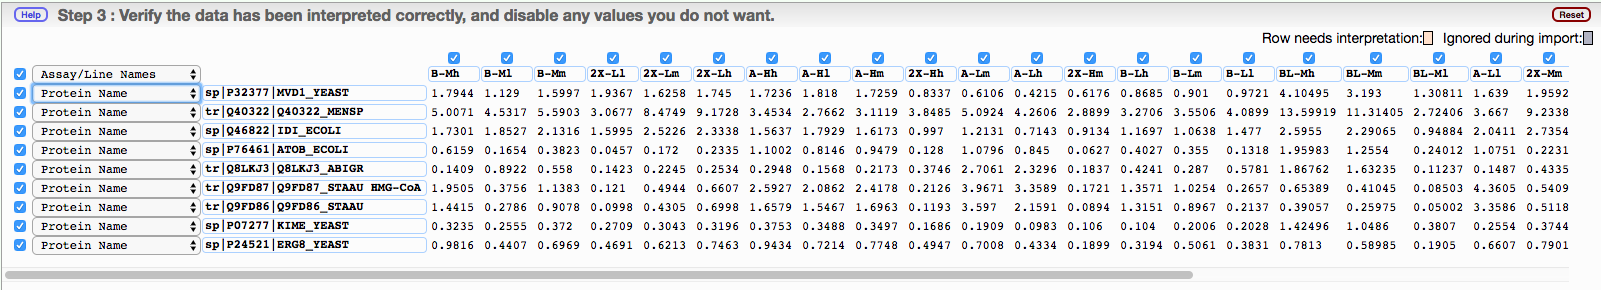 Help Step 3 : Verify the data has been interpreted correctly, and disable any values you do not want. Reset
Row needs interpretation: Ignored during import:
Assay/Line Names B-Mh B-Ml B-Mm 2X-Ll 2X-Lm 2X-Lh A-Hh A-Hl A-Hm 2X-Hh A-Lm A-Lh 2X-Hm B-Lh B-Lm B-Ll BL-Mh BL-Mm BL-Ml A-Ll 2X-Mm
Protein Name sp|P32377|MVD1_YEAST 1.7944 1.129 1.5997 1.9367 1.6258 1.745 1.7236 1.818 1.7259 0.8337 0.6106 0.4215 0.6176 0.8685 0.901 0.9721 4.10495 3.193 1.30811 1.639 1.9592
Protein Name tr|Q40322|Q40322_MENSP 5.0071 4.5317 5.5903 3.0677 8.4749 9.1728 3.4534 2.7662 3.1119 3.8485 5.0924 4.2606 2.8899 3.2706 3.5506 4.0899 13.59919 11.31405 2.72406 3.667 9.2338
Protein Name sp|Q46822|IDI_ECOLI 1.7301 1.8527 2.1316 1.5995 2.5226 2.3338 1.5637 1.7929 1.6173 0.997 1.2131 0.7143 0.9134 1.1697 1.0638 1.477 2.5955 2.29065 0.94884 2.0411 2.7354
Protein Name sp|P76461|ATOB_ECOLI 0.6159 0.1654 0.3823 0.0457 0.172 0.2335 1.1002 0.8146 0.9479 0.128 1.0796 0.845 0.0627 0.4027 0.355 0.1318 1.95983 1.2554 0.24012 1.0751 0.2231
Protein Name tr|Q8LKJ3|Q8LKJ3_ABIGR 0.1409 0.8922 0.558 0.1423 0.2245 0.2534 0.2948 0.1568 0.2173 0.3746 2.7061 2.3296 0.1837 0.4241 0.287 0.5781 1.86762 1.63235 0.11237 0.1487 0.4335
Protein Name tr|Q9FD87|Q9FD87_STAAU HMG-CoA 1.9505 0.3756 1.1383 0.121 0.4944 0.6607 2.5927 2.0862 2.4178 0.2126 3.9671 3.3589 0.1721 1.3571 1.0254 0.2657 0.65389 0.41045 0.08503 4.3605 0.5409
Protein Name tr|Q9FD86|Q9FD86_STAAU 1.4415 0.2786 0.9078 0.0998 0.4305 0.6998 1.6579 1.5467 1.6963 0.1193 3.597 2.1591 0.0894 1.3151 0.8967 0.2137 0.39057 0.25975 0.05002 3.3586 0.5118
Protein Name sp|P07277|KIME_YEAST 0.3235 0.2555 0.372 0.2709 0.3043 0.3196 0.3753 0.3488 0.3497 0.1686 0.1909 0.0983 0.106 0.104 0.2006 0.2028 1.42496 1.0486 0.3807 0.2554 0.3744
Protein Name sp|P24521|ERG8_YEAST 0.9816 0.4407 0.6969 0.4691 0.6213 0.7463 0.9434 0.7214 0.7748 0.4947 0.7008 0.4334 0.1899 0.3194 0.5061 0.3831 0.7813 0.58985 0.1905 0.6607 0.7901